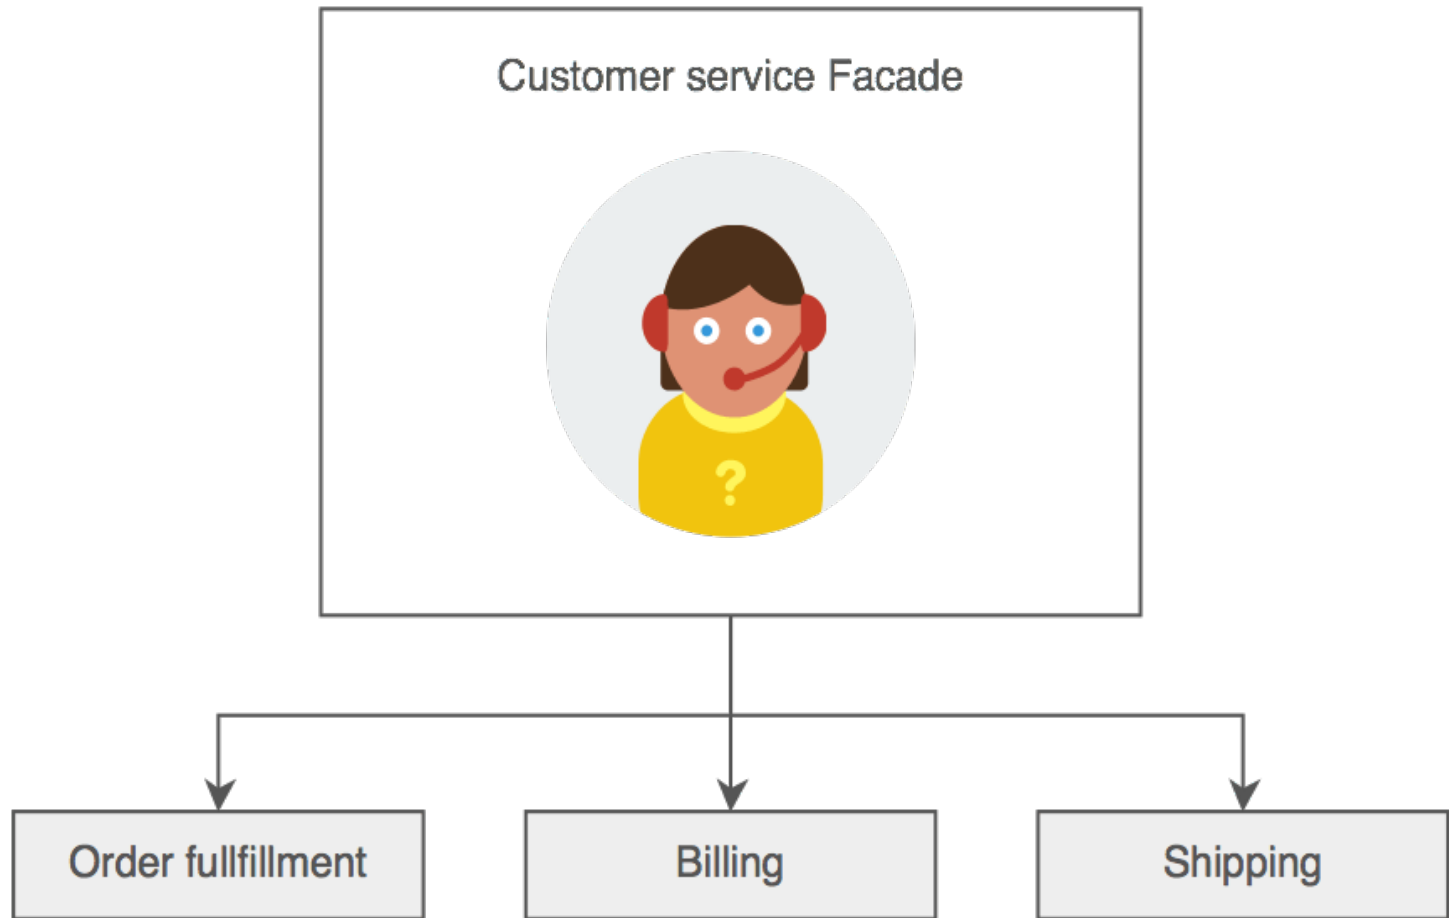 Customer service Facade
?
Order fullfillment
Billing
Shipping